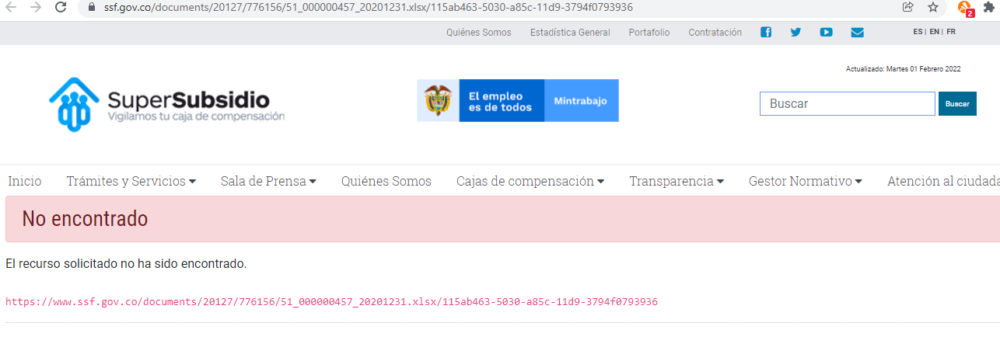 ssf.gov.co/documents/20127/776156/51_000000457_20201231.xlsx/115ab463-5030-a85c-11d9-3794f0793936
2
Quiénes Somos Estadística General Portafolio Contratación ES | EN | FR
Actualizado: Martes 01 Febrero 2022
SuperSubsidio
Vigilamos tu caja de compensación
El empleo
es de todos
Mintrabajo
Buscar Buscar
Inicio Trámites y Servicios Sala de Prensa Quiénes Somos Cajas de compensación Transparencia Gestor Normativo Atención al ciudada
No encontrado
El recurso solicitado no ha sido encontrado.
https://www.ssf.gov.co/documents/20127/776156/51_000000457_20201231.xlsx/115ab463-5030-a85c-11d9-3794f0793936